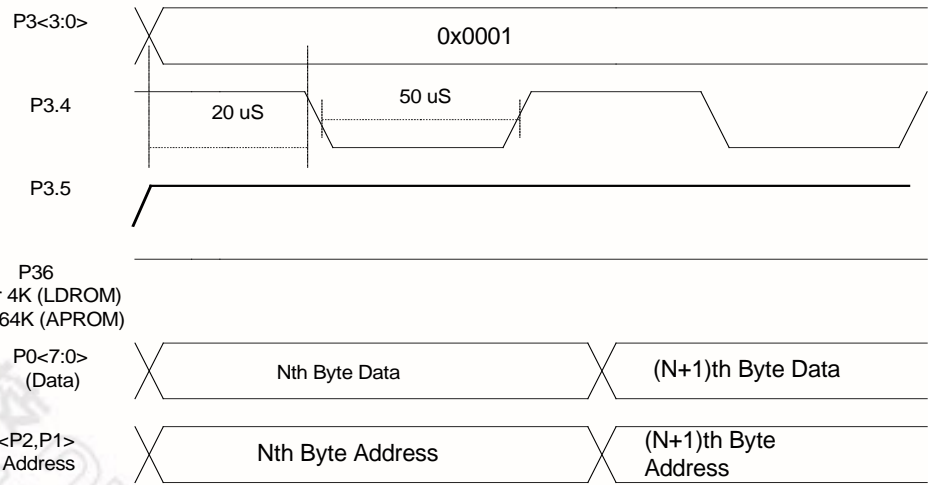 P3<3:0>
0x0001
P3.4
20 uS
50 uS
P3.5
P36
4K (LDROM)
64K (APROM)
P0<7:0>
(Data)
Nth Byte Data
(N+1)th Byte Data
<P2,P1>
Address
Nth Byte Address
(N+1)th Byte
Address